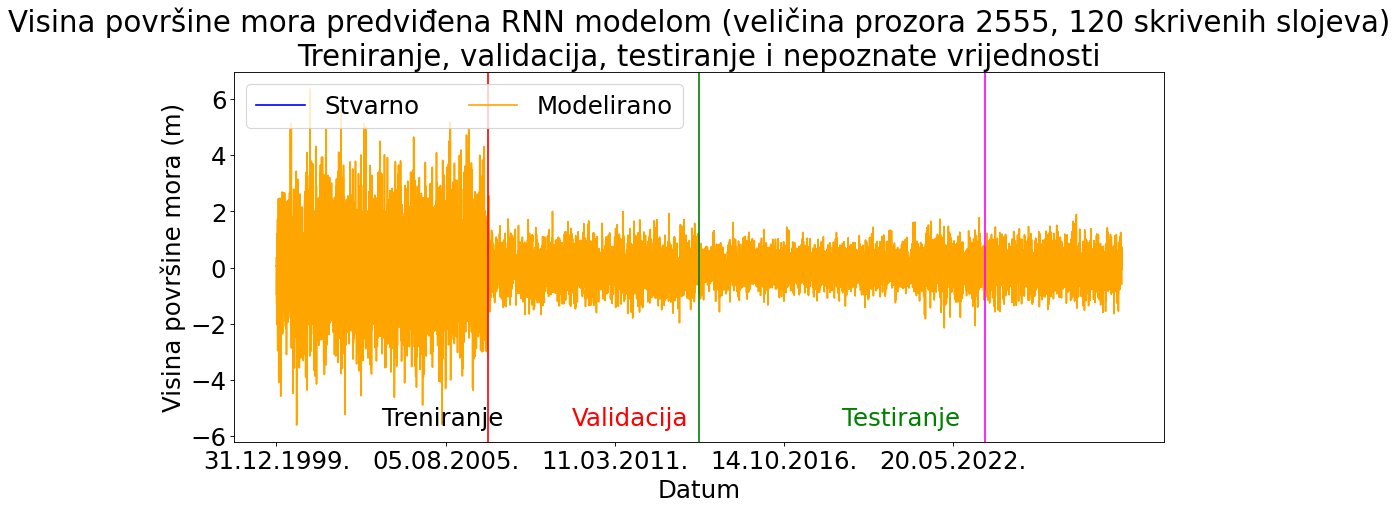 Visina površine mora predviđena RNN modelom (veličina prozora 2555, 120 skrivenih slojeva)
Treniranje, validacija, testiranje i nepoznate vrijednosti
Stvarno Modelirano
Visina površine mora (m)
6
4
2
0
−2
−4
−6
Treniranje Validacija Testiranje
31.12.1999. 05.08.2005. 11.03.2011. 14.10.2016. 20.05.2022.
Datum